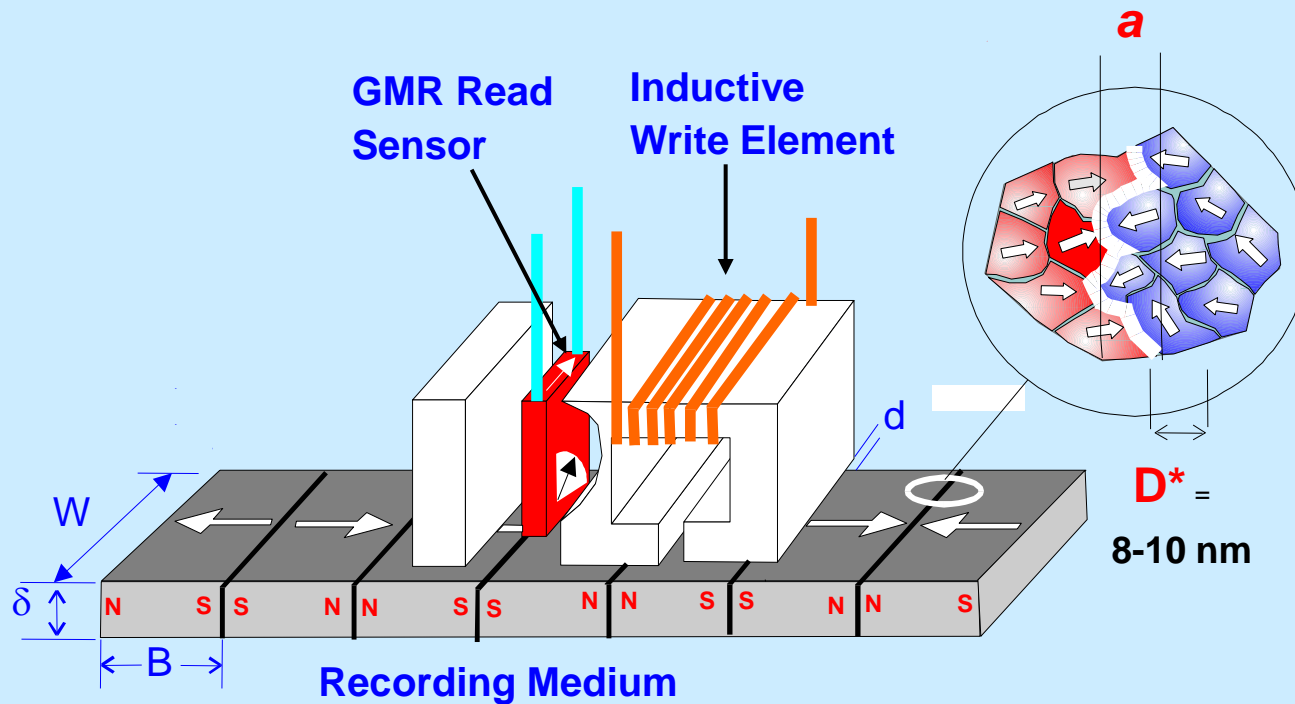 a
GMR Read
Sensor
Inductive
Write Element
d
W
D* =
8-10 nm
δ
N S S N N S S N N S S N N S
B
Recording Medium